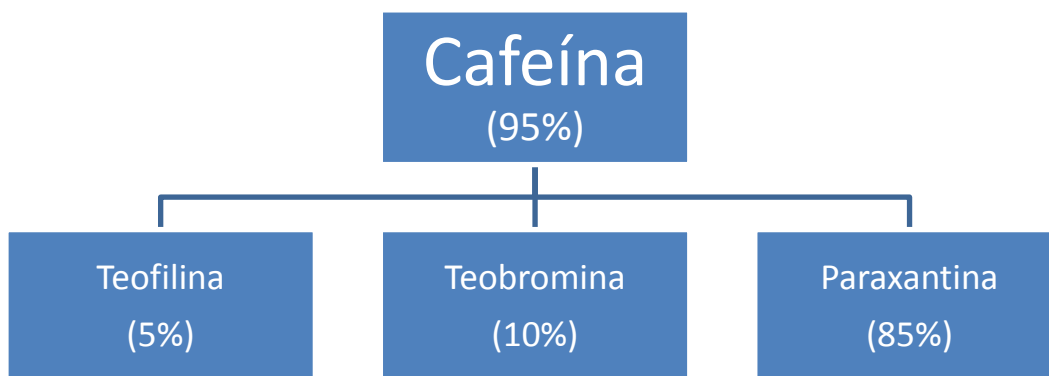 Cafeína
(95%)
Teofilina
(5%)
Teobromina
(10%)
Paraxantina
(85%)